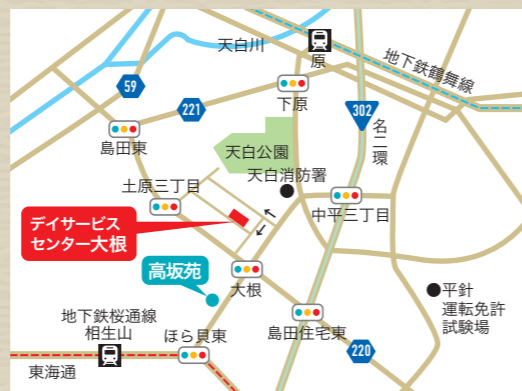 天白川
原
地下鉄鶴舞線
59
221
下原
302
名二環
島田東
天白公園
天白消防署
土原三丁目
中平三丁目
デイサービス
センター大根
高坂苑
大根
平針
運転免許
試験場
地下鉄桜通線
相生山
ほら貝東
島田住宅東
220
東海通